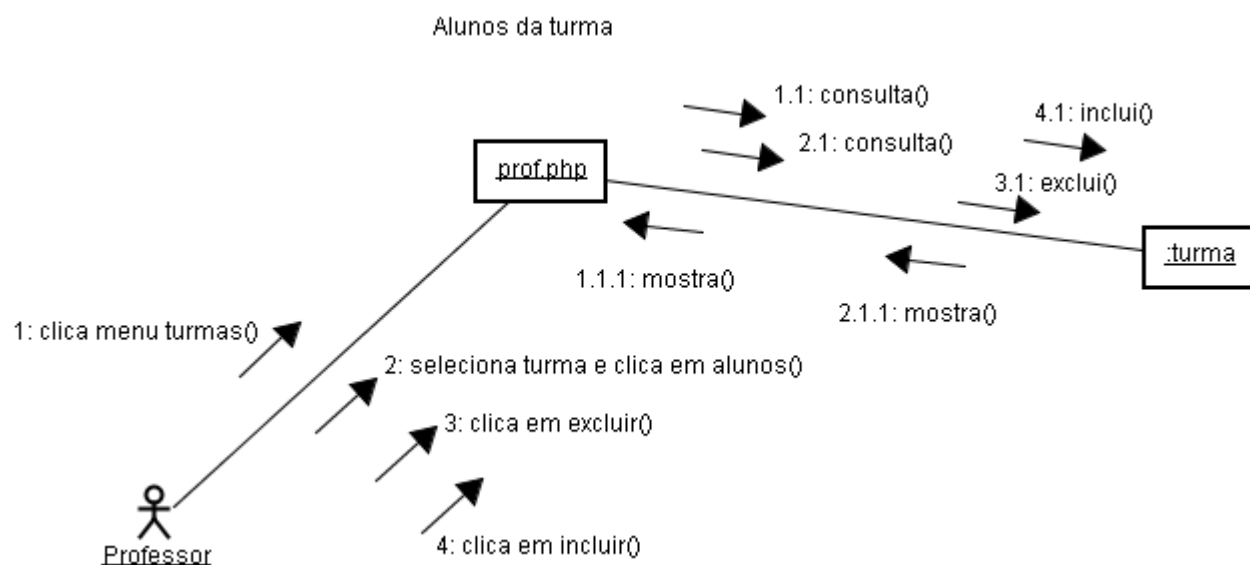 Alunos da turma
1.1: consulta()
4.1: inclui()
2.1: consulta()
prof.php
3.1: exclui()
:turma
1.1.1: mostra()
2.1.1: mostra()
1: clica menu turmas()
2: seleciona turma e clica em alunos()
3: clica em excluir()
4: clica em incluir()
Professor